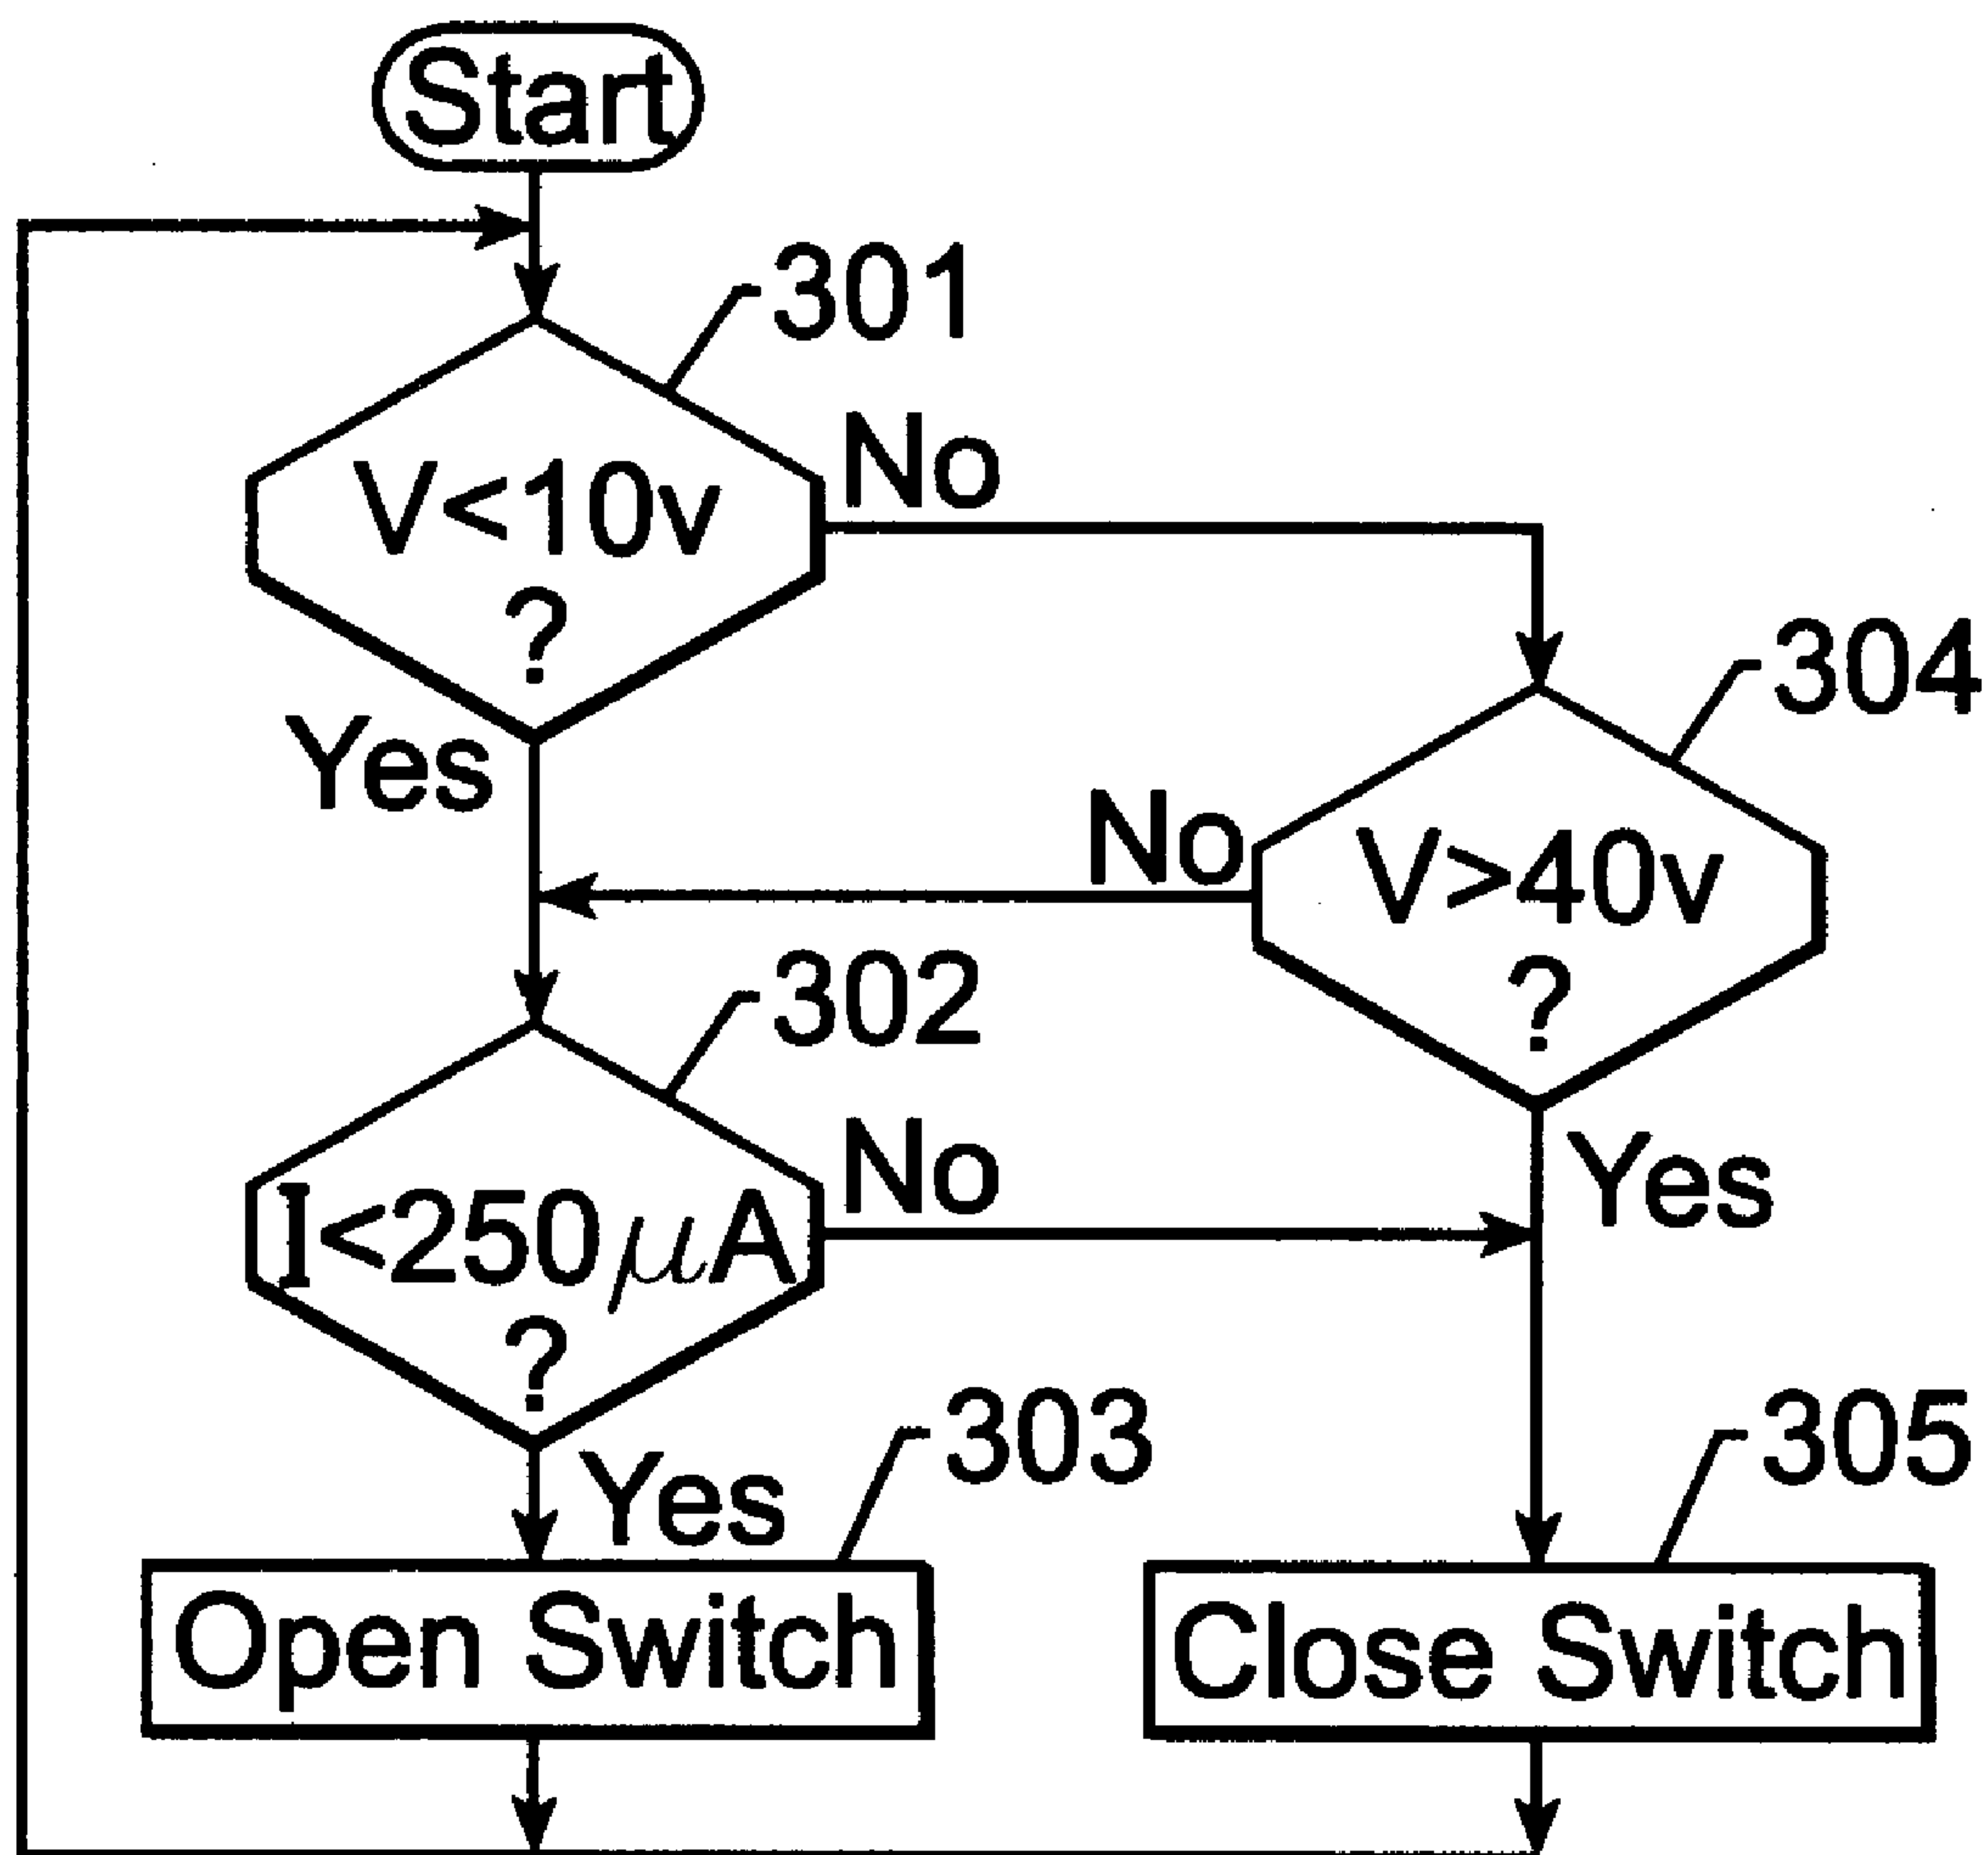 Start
301
V<10v
?
No
Yes
304
V>40v
?
No
Yes
302
I<250μA
?
No
Yes
303
Open Switch
305
Close Switch